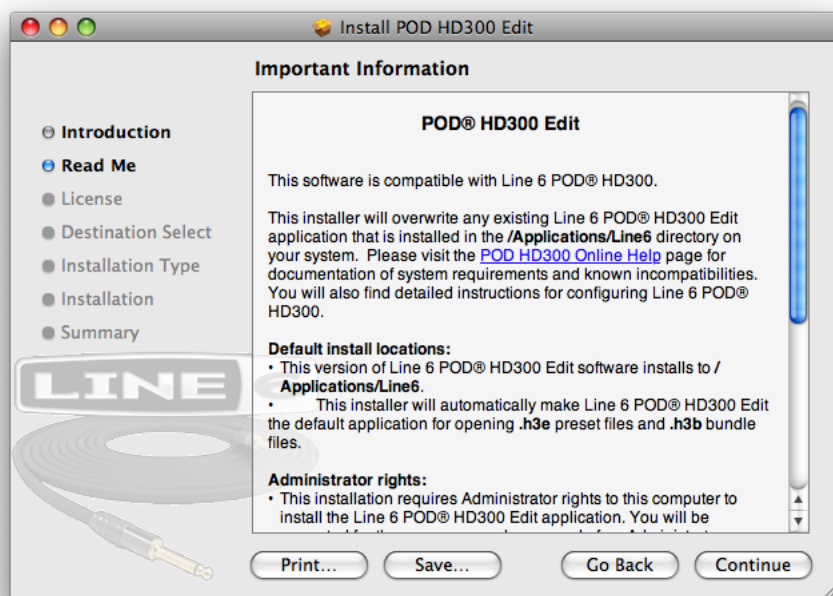 Install POD HD300 Edit
Important Information
Introduction
Read Me
License
Destination Select
Installation Type
Installation
Summary
LINE 6
POD® HD300 Edit
This software is compatible with Line 6 POD® HD300.
This installer will overwrite any existing Line 6 POD® HD300 Edit
application that is installed in the /Applications/Line6 directory on
your system.  Please visit the POD HD300 Online Help page for
documentation of system requirements and known incompatibilities.
You will also find detailed instructions for configuring Line 6 POD®
HD300.
Default install locations:
• This version of Line 6 POD® HD300 Edit software installs to /
Applications/Line6.
• This installer will automatically make Line 6 POD® HD300 Edit
the default application for opening .h3e preset files and .h3b bundle
files.
Administrator rights:
• This installation requires Administrator rights to this computer to
install the Line 6 POD® HD300 Edit application. You will be
Print...
Save...
Go Back
Continue